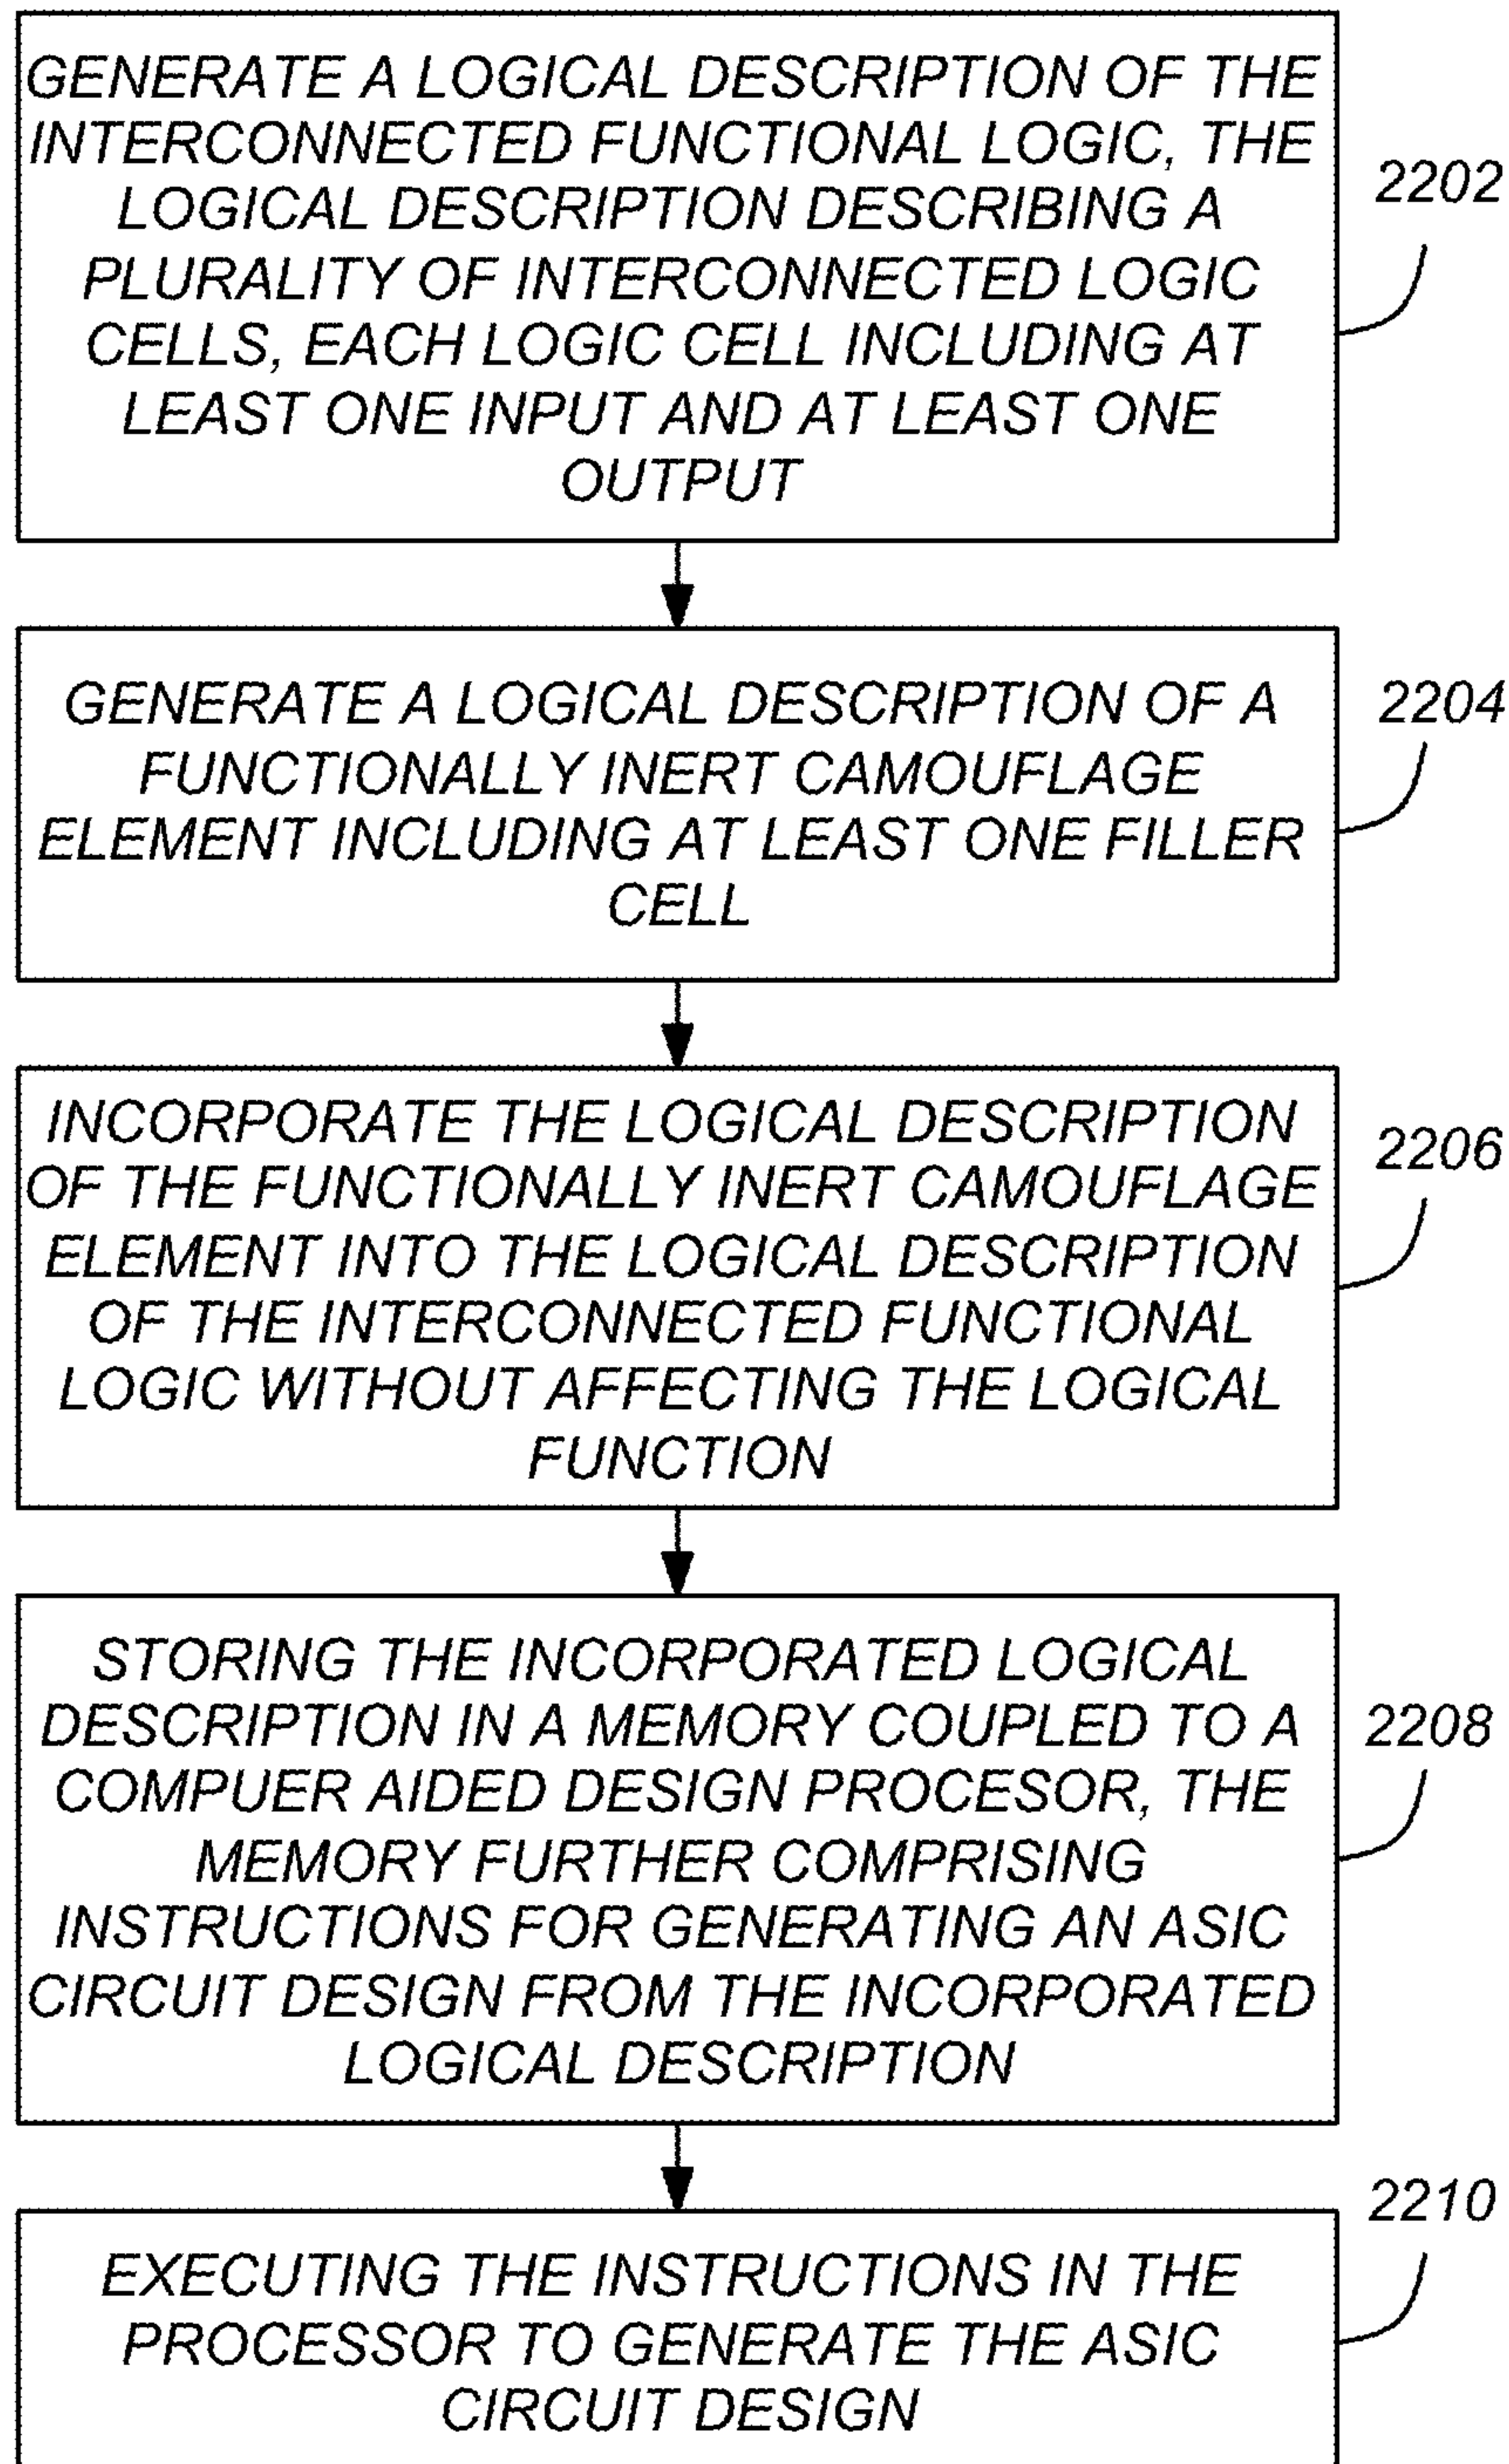 GENERATE A LOGICAL DESCRIPTION OF THE
INTERCONNECTED FUNCTIONAL LOGIC, THE
LOGICAL DESCRIPTION DESCRIBING A
PLURALITY OF INTERCONNECTED LOGIC
CELLS, EACH LOGIC CELL INCLUDING AT
LEAST ONE INPUT AND AT LEAST ONE
OUTPUT
2202
GENERATE A LOGICAL DESCRIPTION OF A
FUNCTIONALLY INERT CAMOUFLAGE
ELEMENT INCLUDING AT LEAST ONE FILLER
CELL
2204
INCORPORATE THE LOGICAL DESCRIPTION
OF THE FUNCTIONALLY INERT CAMOUFLAGE
ELEMENT INTO THE LOGICAL DESCRIPTION
OF THE INTERCONNECTED FUNCTIONAL
LOGIC WITHOUT AFFECTING THE LOGICAL
FUNCTION
2206
STORING THE INCORPORATED LOGICAL
DESCRIPTION IN A MEMORY COUPLED TO A
COMPUER AIDED DESIGN PROCESOR, THE
MEMORY FURTHER COMPRISING
INSTRUCTIONS FOR GENERATING AN ASIC
CIRCUIT DESIGN FROM THE INCORPORATED
LOGICAL DESCRIPTION
2208
EXECUTING THE INSTRUCTIONS IN THE
PROCESSOR TO GENERATE THE ASIC
CIRCUIT DESIGN
2210